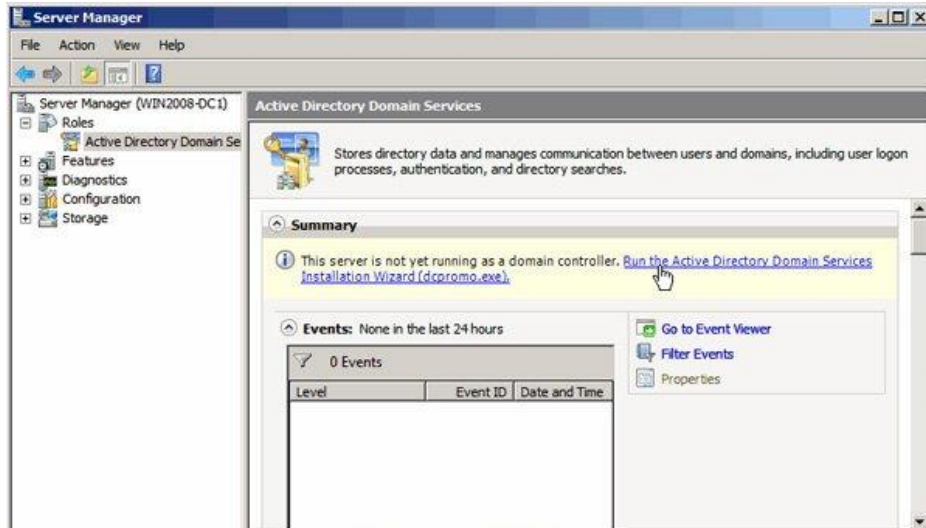 Server Manager
File Action View Help
Server Manager (WIN2008-DC1)
Roles
Active Directory Domain Se
Features
Diagnostics
Configuration
Storage
Active Directory Domain Services
Stores directory data and manages communication between users and domains, including user logon
processes, authentication, and directory searches.
Summary
This server is not yet running as a domain controller. Run the Active Directory Domain Services
Installation Wizard (dcpromo.exe).
Events: None in the last 24 hours
0 Events
Level Event ID Date and Time
Go to Event Viewer
Filter Events
Properties